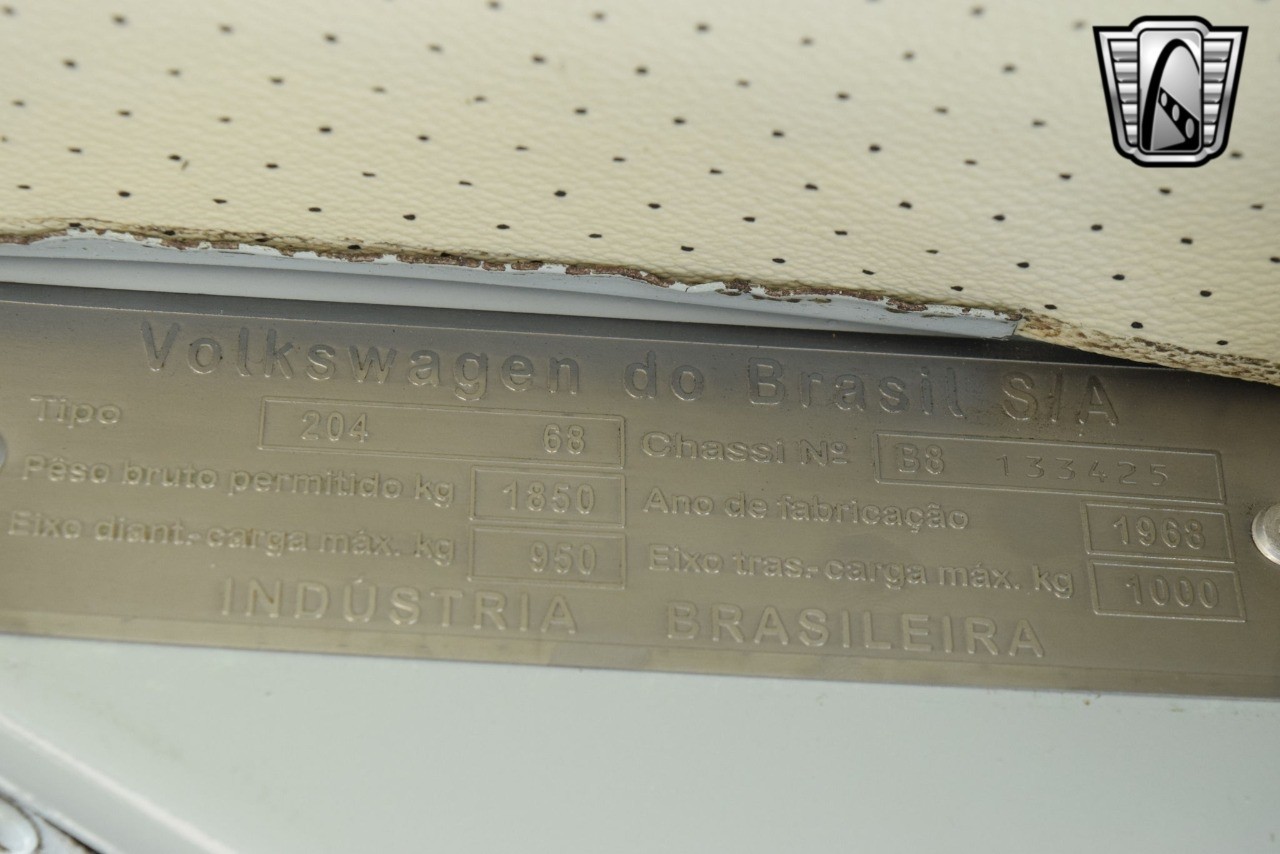 Volkswagen do Brasil S/A
Tipo 204 68 Chassi Nº B8 133425
Pêso bruto permitido kg 1850 Ano de fabricação 1968
Eixo diant.-carga máx. kg 950 Eixo tras.-carga máx. kg 1000
INDÚSTRIA BRASILEIRA